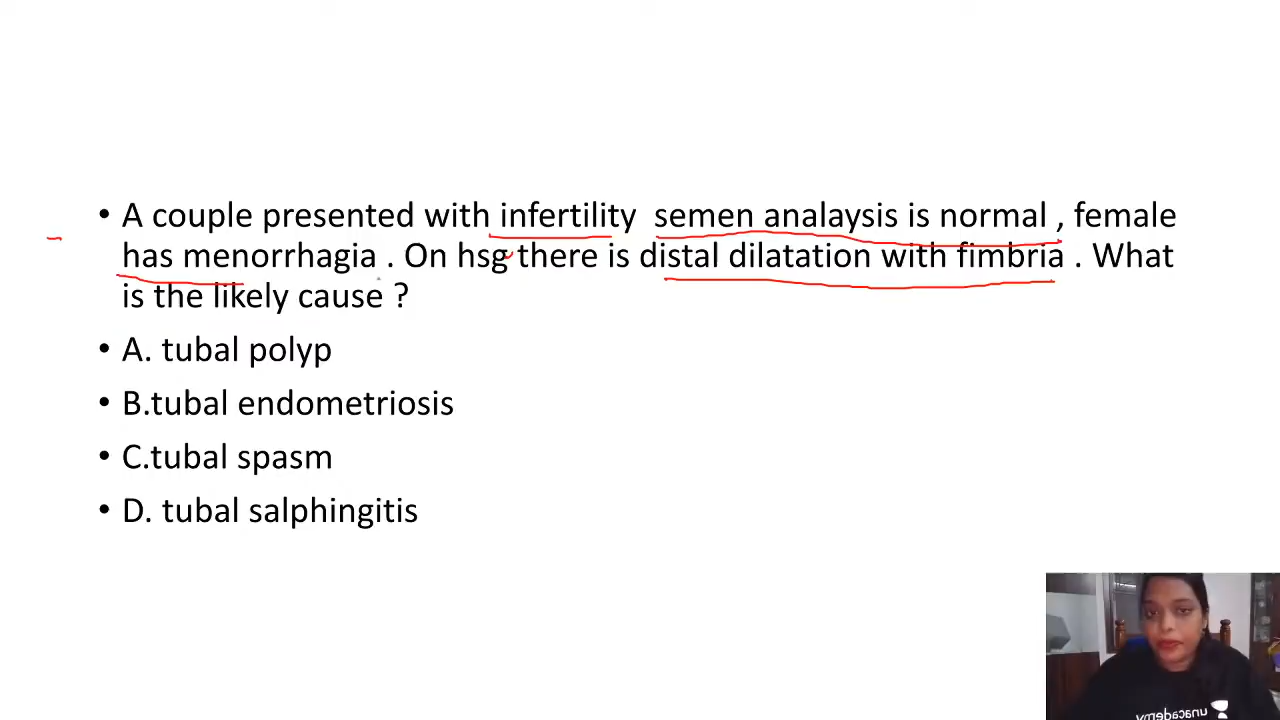 • A couple presented with infertility semen analaysis is normal , female
has menorrhagia . On hsg there is distal dilatation with fimbria . What
is the likely cause ?
• A. tubal polyp
• B.tubal endometriosis
• C.tubal spasm
• D. tubal salphingitis
unacademy